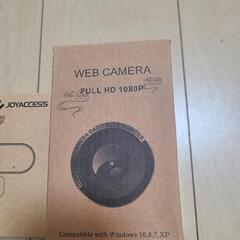 WEB CAMERA
FULL HD 1080P
JOYACCESS
Compatible with Windows 10,8,7, XP